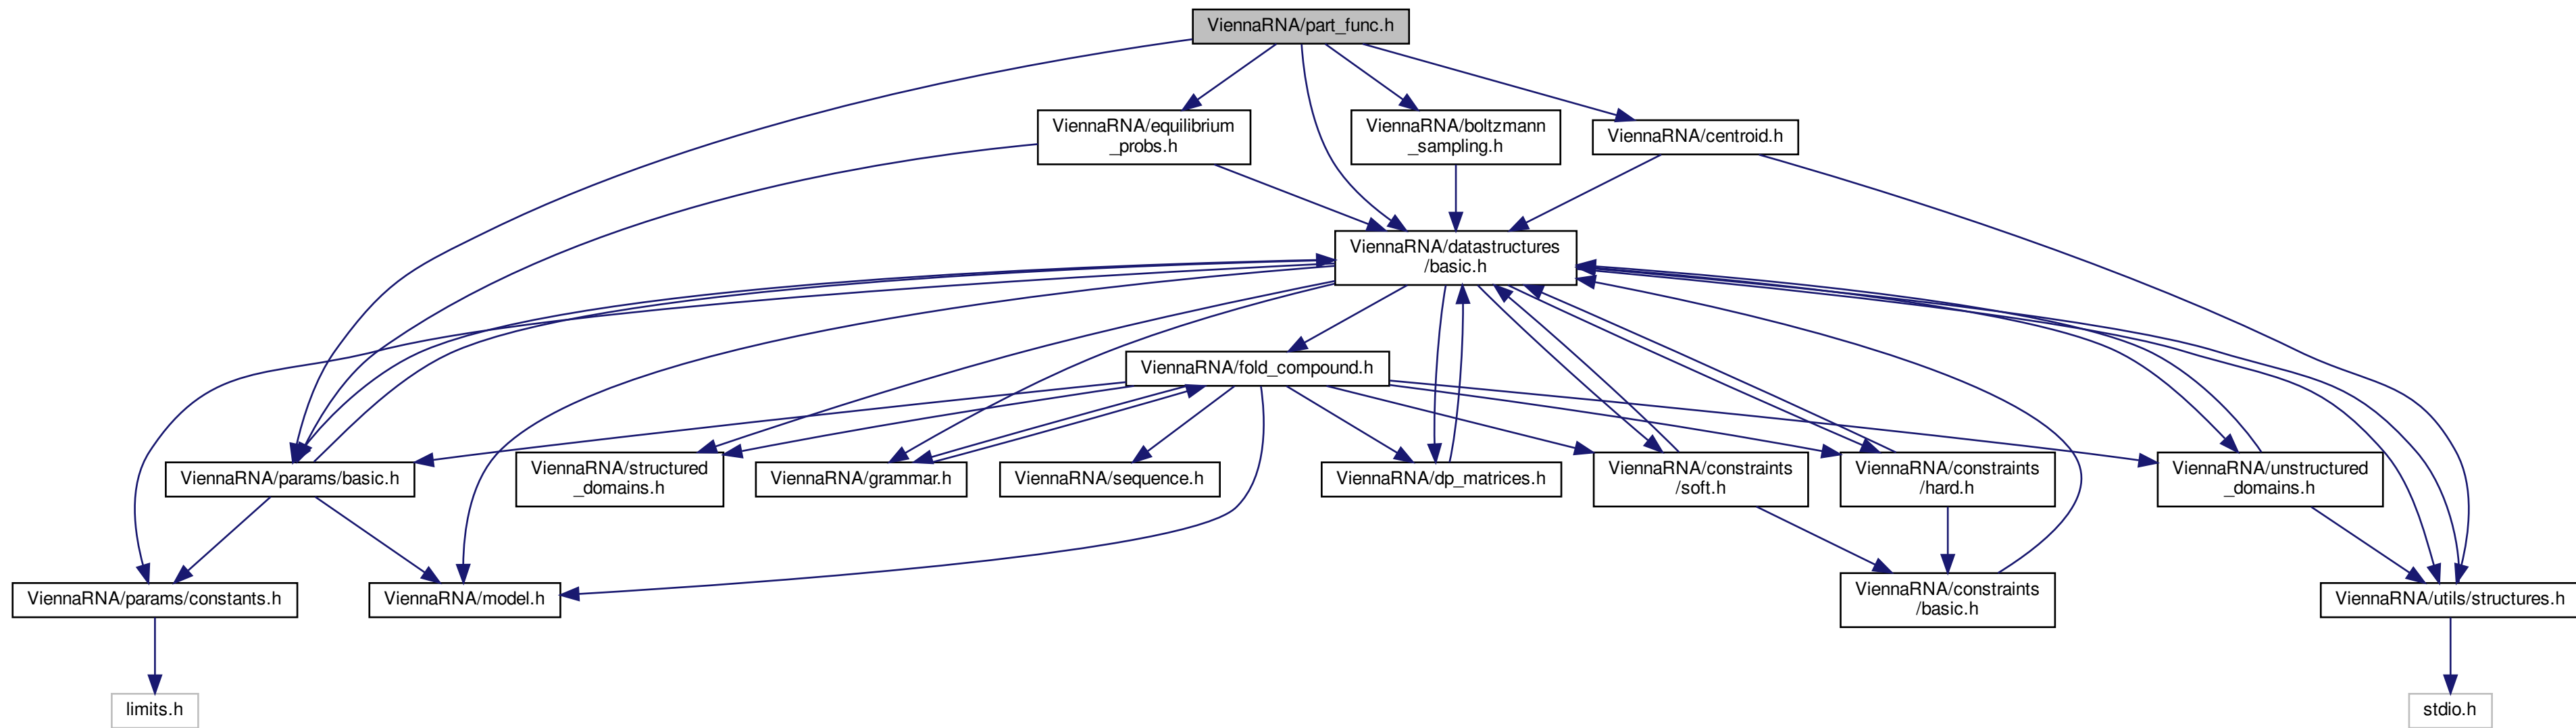 ViennaRNA/part_func.h
ViennaRNA/equilibrium
_probs.h
ViennaRNA/boltzmann
_sampling.h
ViennaRNA/centroid.h
ViennaRNA/datastructures
/basic.h
ViennaRNA/fold_compound.h
ViennaRNA/params/basic.h
ViennaRNA/structured
_domains.h
ViennaRNA/grammar.h
ViennaRNA/sequence.h
ViennaRNA/dp_matrices.h
ViennaRNA/constraints
/soft.h
ViennaRNA/constraints
/hard.h
ViennaRNA/unstructured
_domains.h
ViennaRNA/params/constants.h
ViennaRNA/model.h
ViennaRNA/constraints
/basic.h
ViennaRNA/utils/structures.h
limits.h
stdio.h